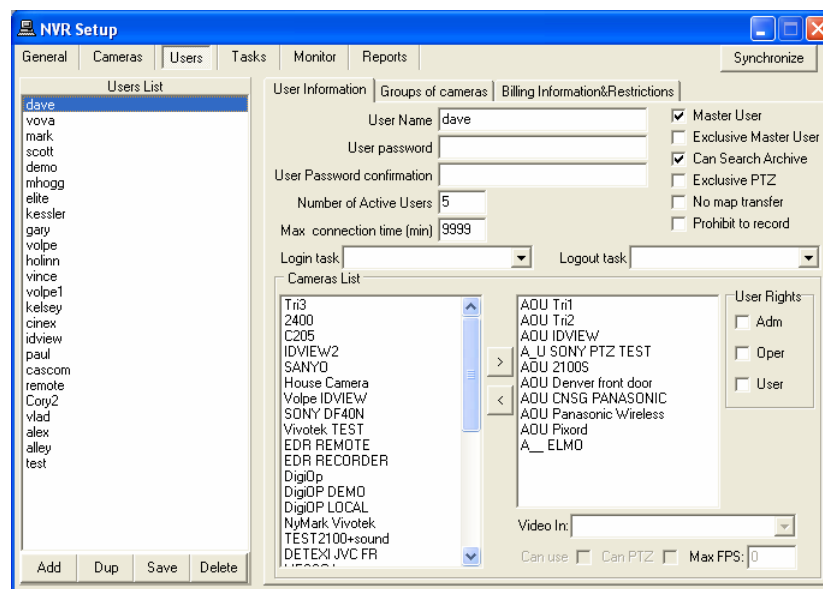 NVR Setup
General Cameras Users Tasks Monitor Reports Synchronize
Users List
dave
vova
mark
scott
demo
mhogg
elite
kessler
gary
volpe
holinn
vince
volpe1
kelsey
cinex
idview
paul
cascom
remote
Cory2
vlad
alex
alley
test
Add Dup Save Delete
User Information Groups of cameras Billing Information&Restrictions
User Name dave
User password
User Password confirmation
Number of Active Users 5
Max connection time (min) 9999
Master User
Exclusive Master User
Can Search Archive
Exclusive PTZ
No map transfer
Prohibit to record
Login task Logout task
Cameras List
Tri3
2400
C205
IDVIEW2
SANYO
House Camera
Volpe IDVIEW
SONY DF40N
Vivotek TEST
EDR REMOTE
EDR RECORDER
DigiOp
DigiOP DEMO
DigiOP LOCAL
NyMark Vivotek
TEST2100+sound
DETEXI JVC FR
>
<
AOU Tri1
AOU Tri2
AOU IDVIEW
A_U SONY PTZ TEST
AOU 2100S
AOU Denver front door
AOU CNSG PANASONIC
AOU Panasonic Wireless
AOU Pixord
A__ ELMO
User Rights
Adm
Oper
User
Video In:
Can use Can PTZ Max FPS: 0